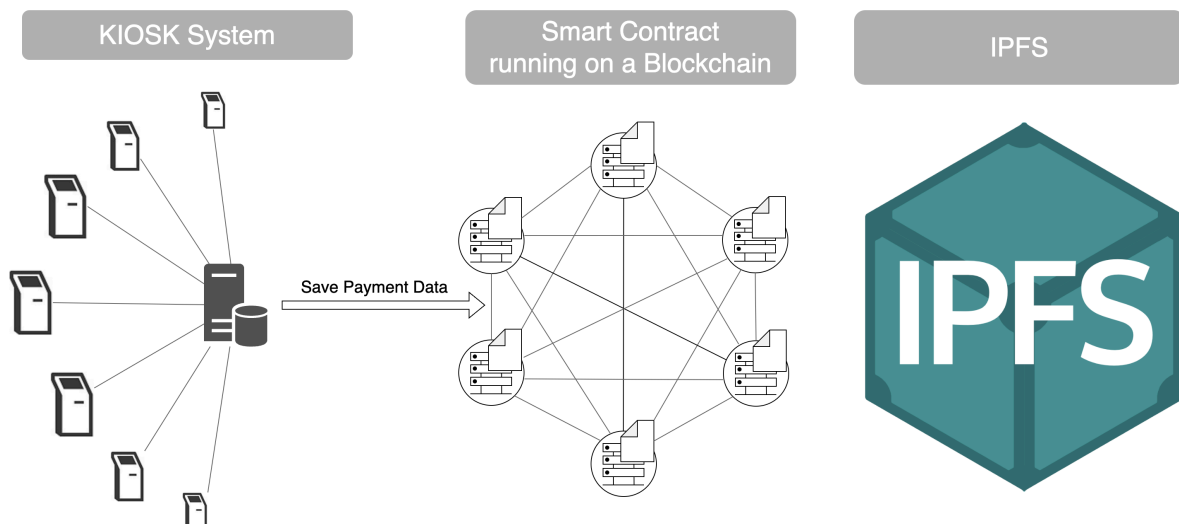 KIOSK System
Smart Contract
running on a Blockchain
IPFS
Save Payment Data
IPFS